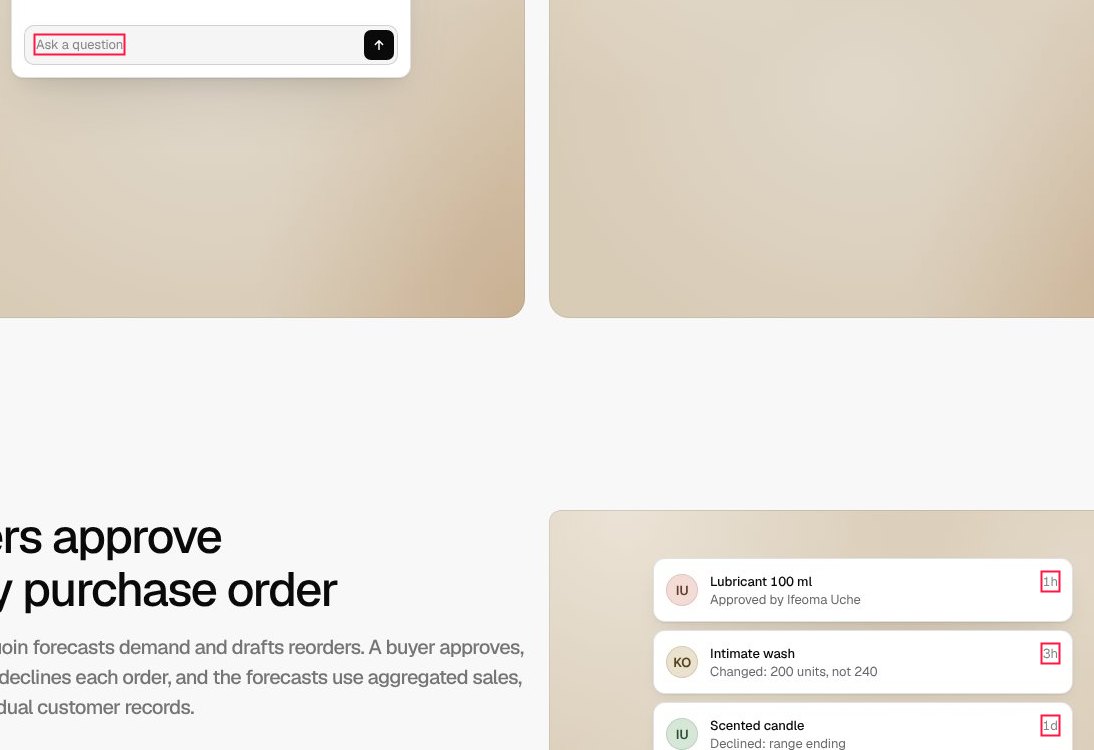 Ask a question
ers approve
y purchase order
oin forecasts demand and drafts reorders. A buyer approves,
declines each order, and the forecasts use aggregated sales,
dual customer records.
IU
Lubricant 100 ml
1h
Approved by Ifeoma Uche
KO
Intimate wash
3h
Changed: 200 units, not 240
IU
Scented candle
1d
Declined: range ending